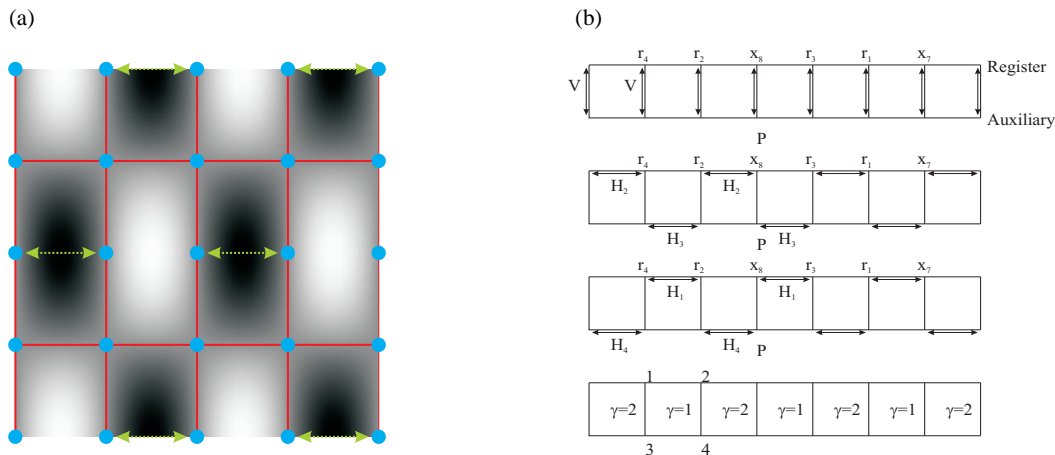 (a)
(b)
r₄ r₂ x₈ r₃ r₁ x₇
Register
V V
Auxiliary
P
r₄ r₂ x₈ r₃ r₁ x₇
H₂ H₂
H₃ P H₃
r₄ r₂ x₈ r₃ r₁ x₇
H₁ H₁
H₄ H₄ P
1 2
γ=2 γ=1 γ=2 γ=1 γ=2 γ=1 γ=2
3 4